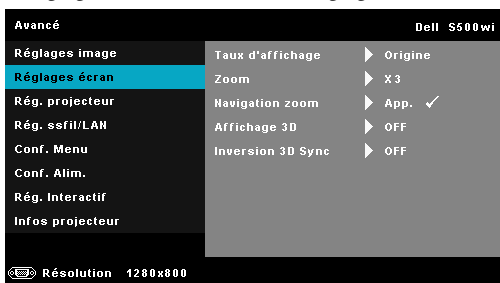 Avancé Dell S500wi
Réglages image
Réglages écran
Rég. projecteur
Rég. ssfil/LAN
Conf. Menu
Conf. Alim.
Rég. Interactif
Infos projecteur
Taux d'affichage Origine
Zoom X3
Navigation zoom App. ✓
Affichage 3D OFF
Inversion 3D Sync OFF
Résolution 1280x800